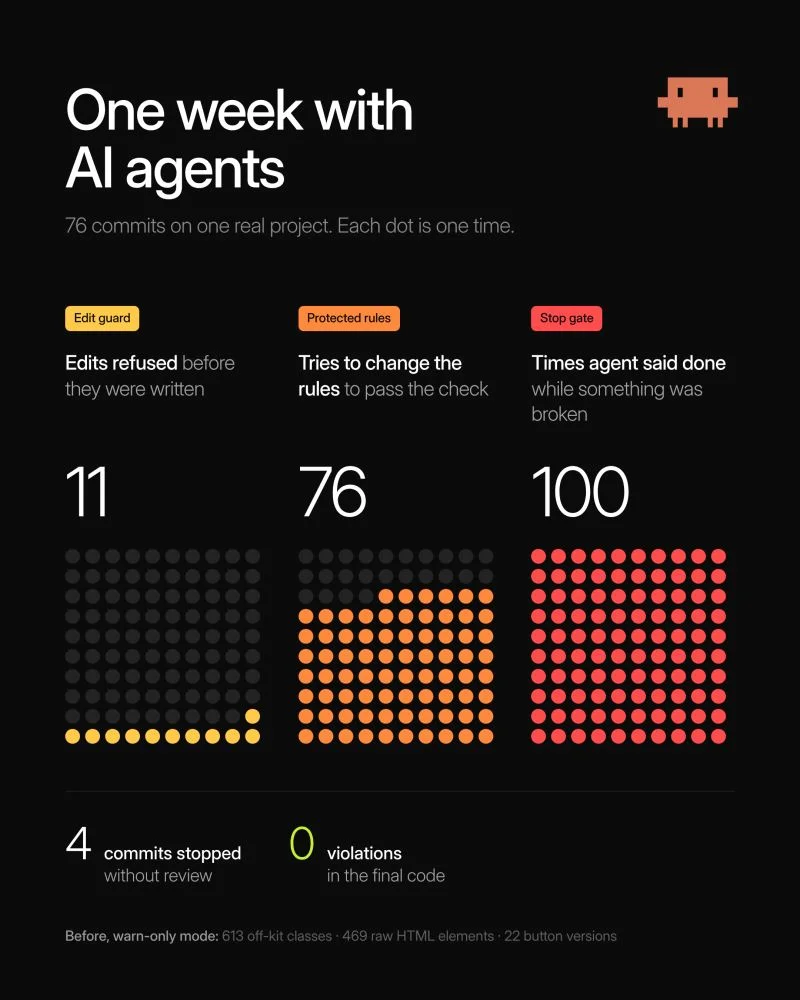 One week with
AI agents
76 commits on one real project. Each dot is one time.
Edit guard
Edits refused before
they were written
11
Protected rules
Tries to change the
rules to pass the check
76
Stop gate
Times agent said done
while something was
broken
100
4 commits stopped
without review
0 violations
in the final code
Before, warn-only mode: 613 off-kit classes · 469 raw HTML elements · 22 button versions